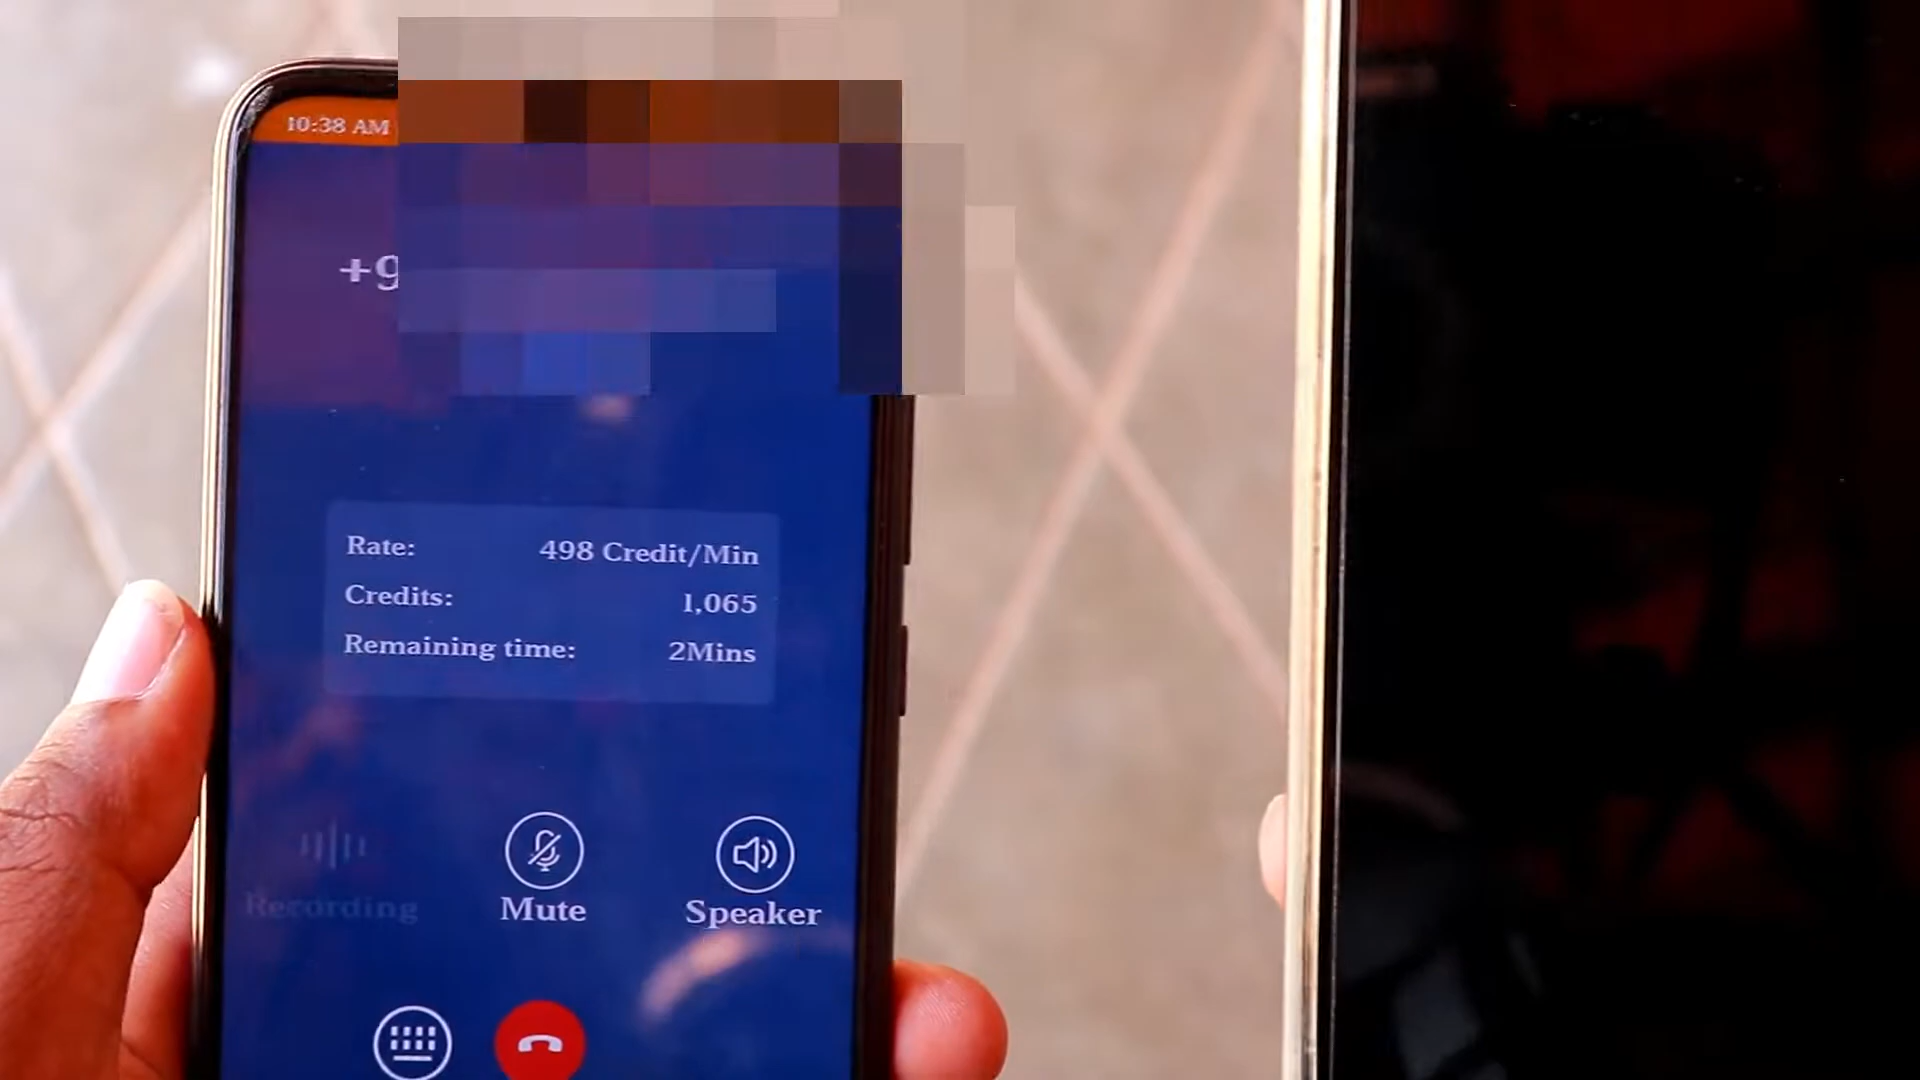 10:38 AM
+9
Rate: 498 Credit/Min
Credits: 1,065
Remaining time: 2Mins
Recording Mute Speaker